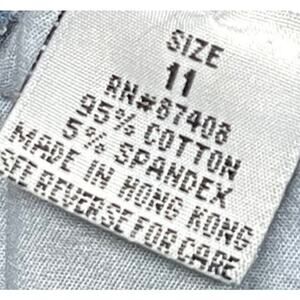 SIZE
11
RN#87408
95% COTTON
5% SPANDEX
MADE IN HONG KONG
SEE REVERSE FOR CARE